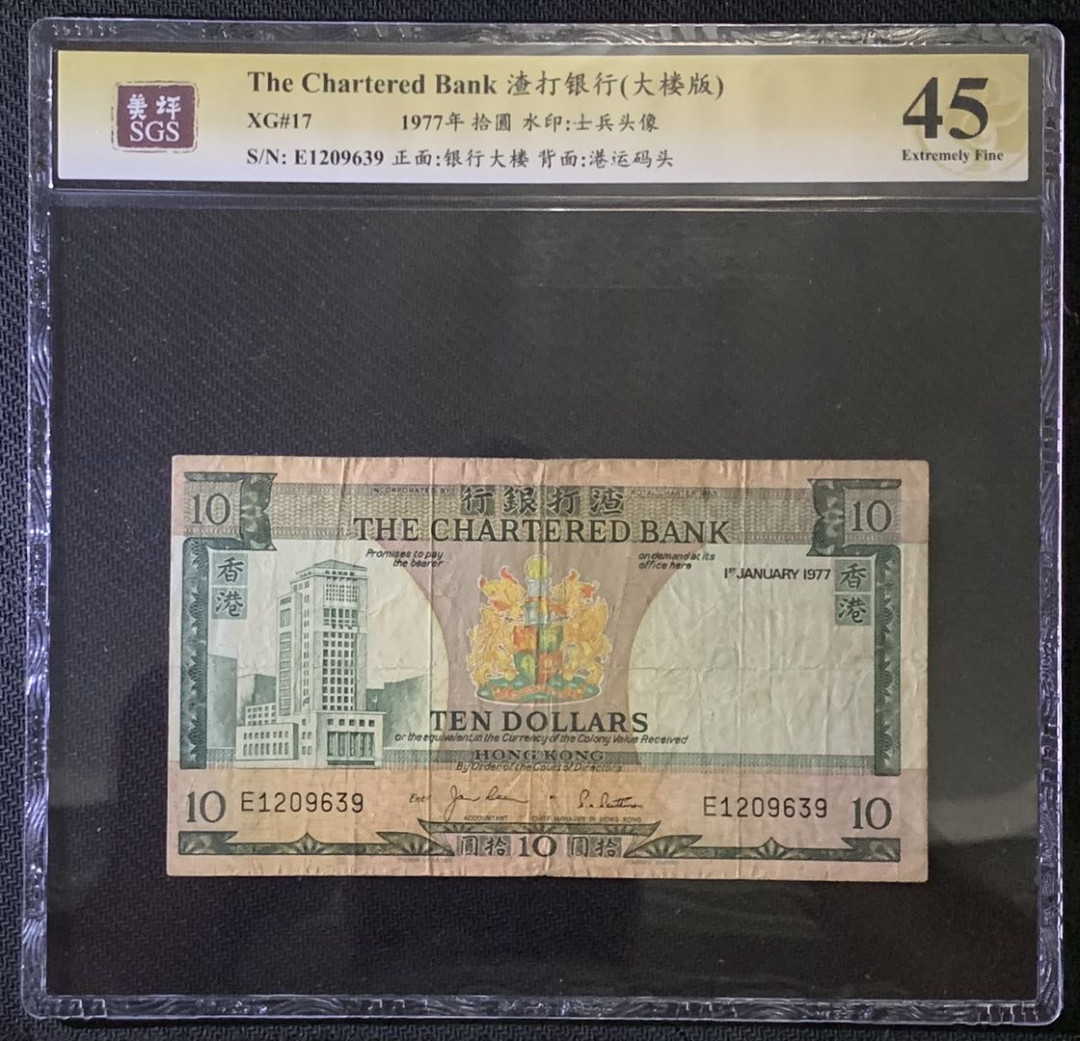 美评
SGS
The Chartered Bank 渣打银行(大楼版)
XG#17 1977年 拾圓 水印:士兵头像
S/N: E1209639 正面:银行大楼 背面:港运码头
45
Extremely Fine
10 行銀打渣 10
THE CHARTERED BANK
Promises to pay the bearer
on demand at its office here
1ST JANUARY 1977
香港
香港
TEN DOLLARS
or the equivalent in the Currency of the Colony Value Received
HONG KONG
By Order of the Court of Directors
10 E1209639 E1209639 10
ACCOUNTANT CHIEF MANAGER IN HONG KONG
圓拾 10 圓拾